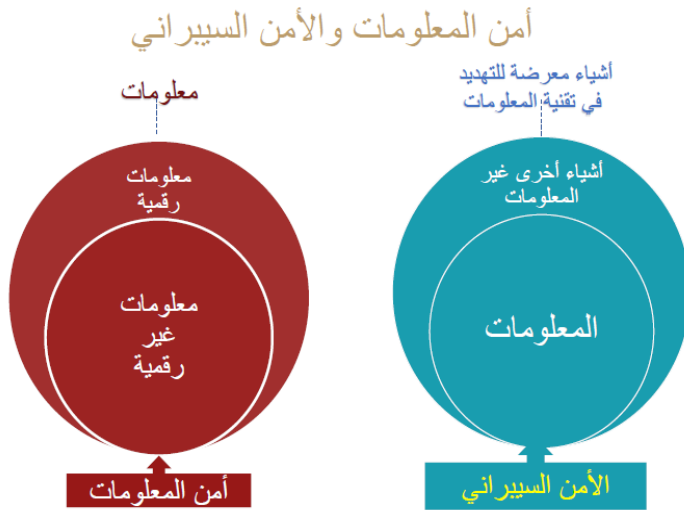 أمن المعلومات والأمن السيبراني
أشياء معرضة للتهديد
في تقنية المعلومات
أشياء أخرى غير
المعلومات
المعلومات
الأمن السيبراني
معلومات
معلومات
رقمية
معلومات
غير
رقمية
أمن المعلومات